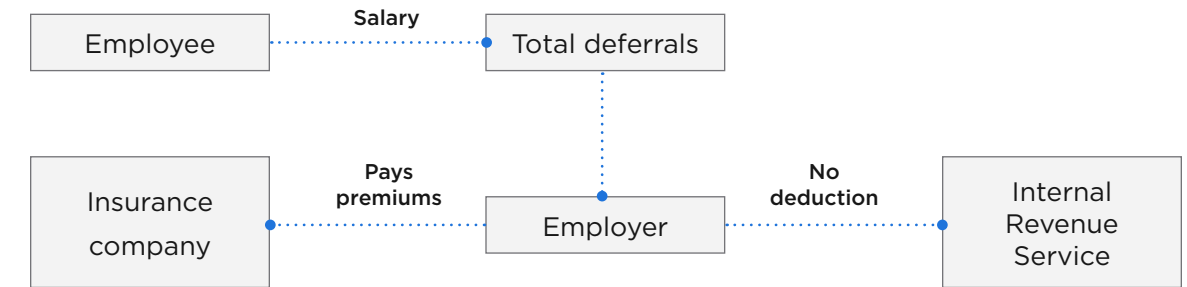 Salary
Employee
Total deferrals
Pays
premiums
No
deduction
Insurance
company
Employer
Internal
Revenue
Service